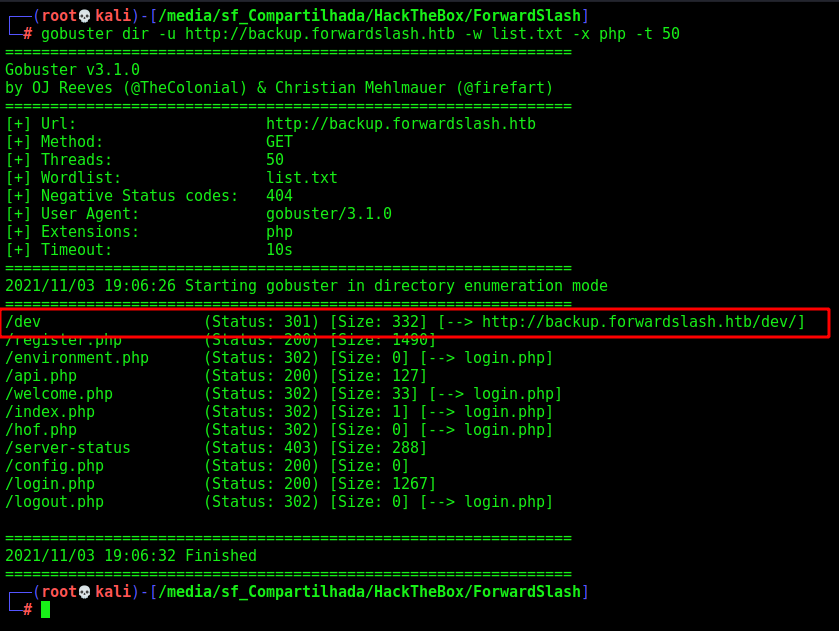 ┌──(root💀kali)-[/media/sf_Compartilhada/HackTheBox/ForwardSlash]
└─# gobuster dir -u http://backup.forwardslash.htb -w list.txt -x php -t 50
===============================================================
Gobuster v3.1.0
by OJ Reeves (@TheColonial) & Christian Mehlmauer (@firefart)
===============================================================
[+] Url:                     http://backup.forwardslash.htb
[+] Method:                  GET
[+] Threads:                 50
[+] Wordlist:                list.txt
[+] Negative Status codes:   404
[+] User Agent:              gobuster/3.1.0
[+] Extensions:              php
[+] Timeout:                 10s
===============================================================
2021/11/03 19:06:26 Starting gobuster in directory enumeration mode
===============================================================
/dev                  (Status: 301) [Size: 332] [--> http://backup.forwardslash.htb/dev/]
/register.php         (Status: 200) [Size: 1490]
/environment.php      (Status: 302) [Size: 0] [--> login.php]
/api.php              (Status: 200) [Size: 127]
/welcome.php          (Status: 302) [Size: 33] [--> login.php]
/index.php            (Status: 302) [Size: 1] [--> login.php]
/hof.php              (Status: 302) [Size: 0] [--> login.php]
/server-status        (Status: 403) [Size: 288]
/config.php           (Status: 200) [Size: 0]
/login.php            (Status: 200) [Size: 1267]
/logout.php           (Status: 302) [Size: 0] [--> login.php]
===============================================================
2021/11/03 19:06:32 Finished
===============================================================
┌──(root💀kali)-[/media/sf_Compartilhada/HackTheBox/ForwardSlash]
└─#